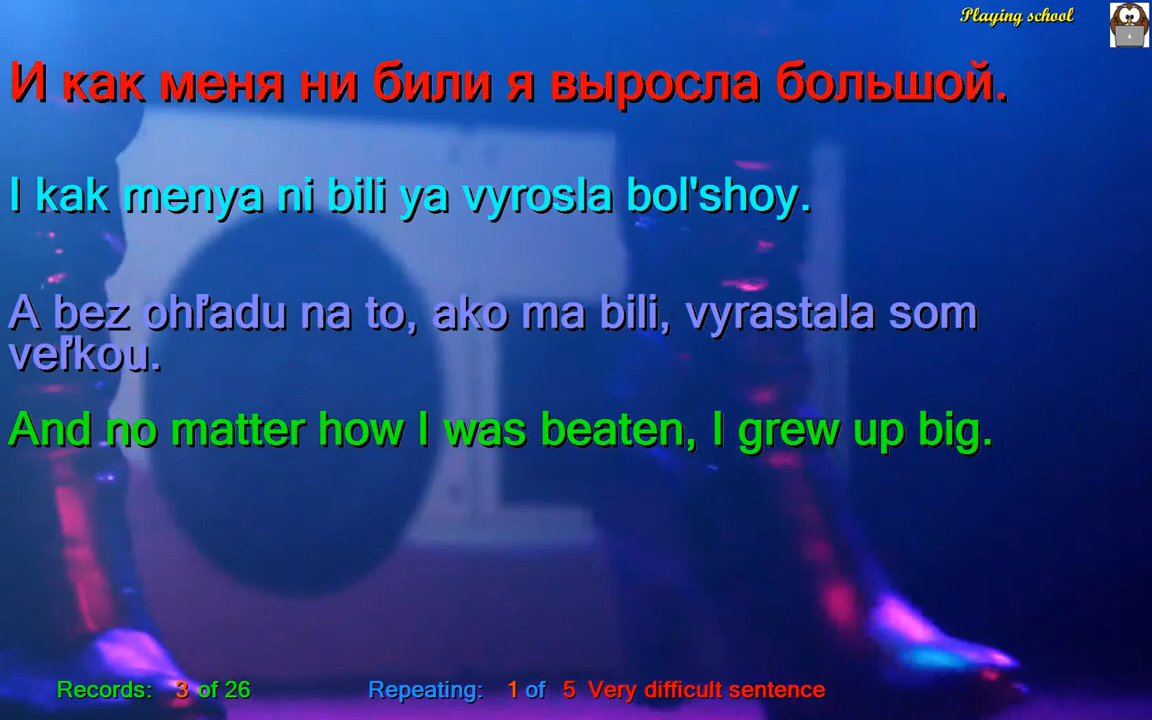 Playing school
И как меня ни били я выросла большой.
I kak menya ni bili ya vyrosla bol'shoy.
A bez ohľadu na to, ako ma bili, vyrastala som
veľkou.
And no matter how I was beaten, I grew up big.
Records: 3 of 26 Repeating: 1 of 5 Very difficult sentence